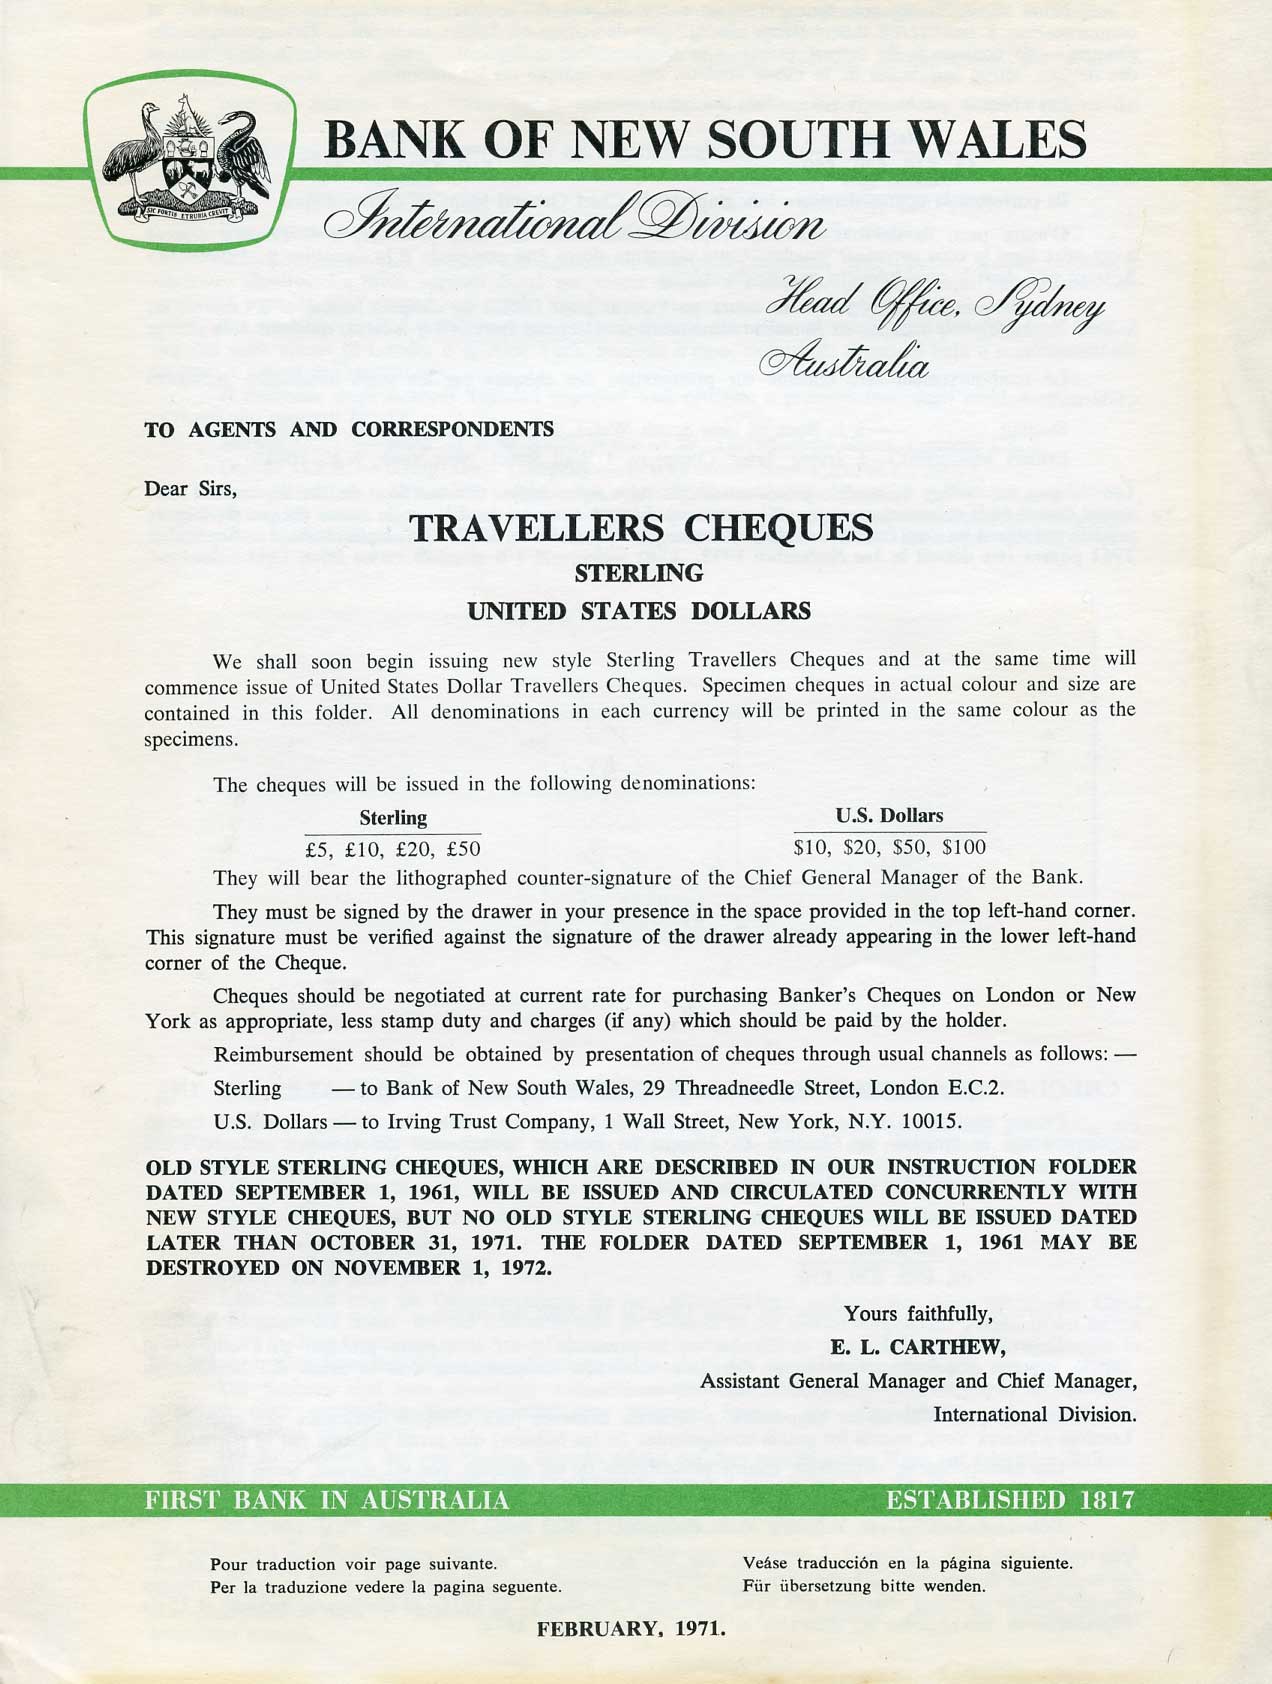 SIC FORTIS ETRURIA CREVIT
BANK OF NEW SOUTH WALES
International Division
Head Office, Sydney
Australia
TO AGENTS AND CORRESPONDENTS
Dear Sirs,
TRAVELLERS CHEQUES
STERLING
UNITED STATES DOLLARS
We shall soon begin issuing new style Sterling Travellers Cheques and at the same time will
commence issue of United States Dollar Travellers Cheques. Specimen cheques in actual colour and size are
contained in this folder. All denominations in each currency will be printed in the same colour as the
specimens.
The cheques will be issued in the following denominations:
Sterling U.S. Dollars
£5, £10, £20, £50 $10, $20, $50, $100
They will bear the lithographed counter-signature of the Chief General Manager of the Bank.
They must be signed by the drawer in your presence in the space provided in the top left-hand corner.
This signature must be verified against the signature of the drawer already appearing in the lower left-hand
corner of the Cheque.
Cheques should be negotiated at current rate for purchasing Banker's Cheques on London or New
York as appropriate, less stamp duty and charges (if any) which should be paid by the holder.
Reimbursement should be obtained by presentation of cheques through usual channels as follows: —
Sterling — to Bank of New South Wales, 29 Threadneedle Street, London E.C.2.
U.S. Dollars — to Irving Trust Company, 1 Wall Street, New York, N.Y. 10015.
OLD STYLE STERLING CHEQUES, WHICH ARE DESCRIBED IN OUR INSTRUCTION FOLDER
DATED SEPTEMBER 1, 1961, WILL BE ISSUED AND CIRCULATED CONCURRENTLY WITH
NEW STYLE CHEQUES, BUT NO OLD STYLE STERLING CHEQUES WILL BE ISSUED DATED
LATER THAN OCTOBER 31, 1971. THE FOLDER DATED SEPTEMBER 1, 1961 MAY BE
DESTROYED ON NOVEMBER 1, 1972.
Yours faithfully,
E. L. CARTHEW,
Assistant General Manager and Chief Manager,
International Division.
FIRST BANK IN AUSTRALIA ESTABLISHED 1817
Pour traduction voir page suivante. Veáse traducción en la página siguiente.
Per la traduzione vedere la pagina seguente. Für übersetzung bitte wenden.
FEBRUARY, 1971.